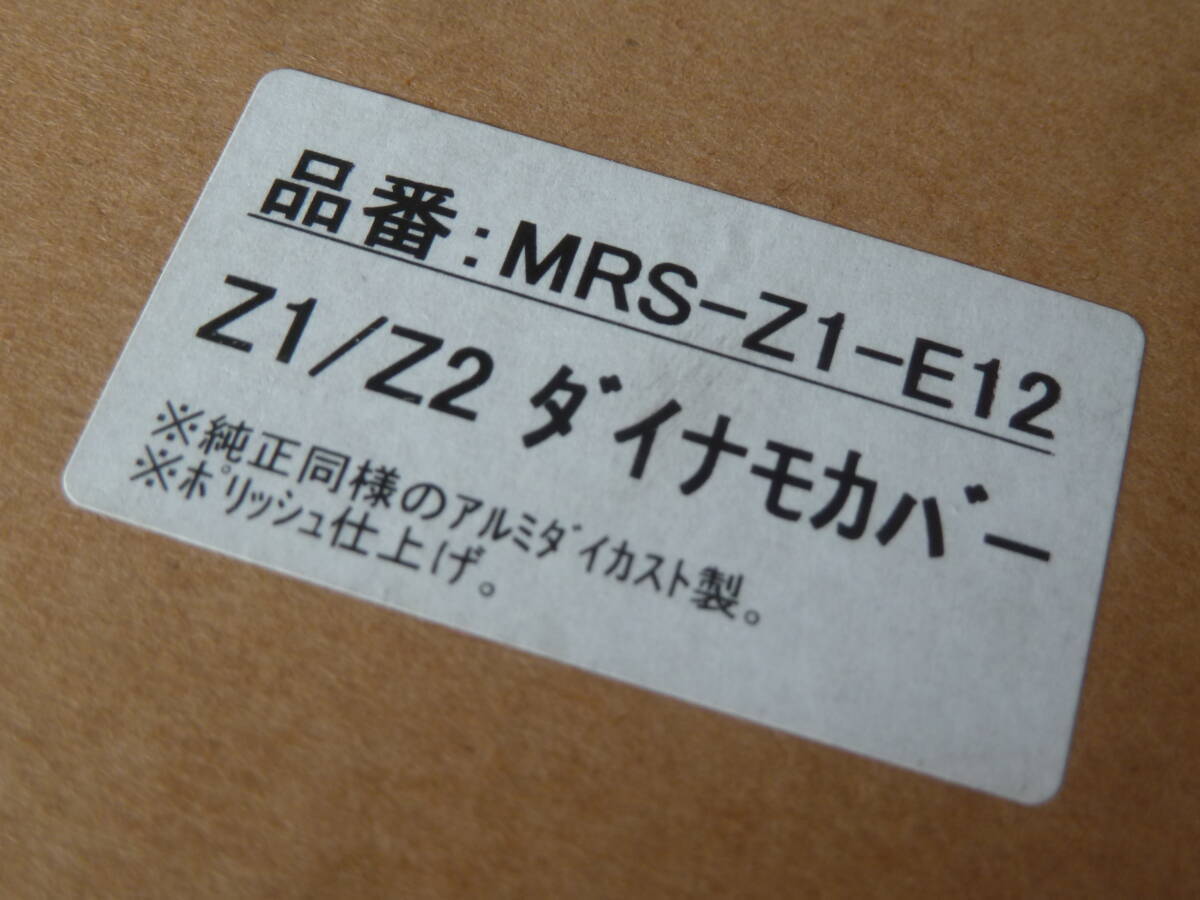 品番:MRS-Z1-E12
Z1/Z2 ダイナモカバー
※純正同様のアルミダイカスト製。
※ポリッシュ仕上げ。